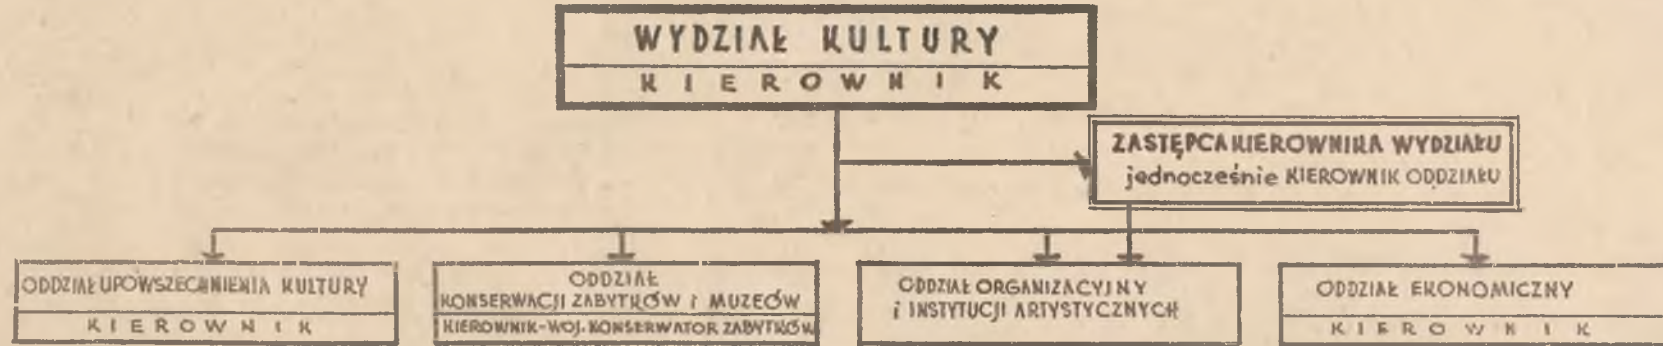 WYDZIAŁ KULTURY
KIEROWNIK
ZASTĘPCA KIEROWNIKA WYDZIAŁU
jednocześnie KIEROWNIK ODDZIAŁU
ODDZIAŁ UPOWSZECHNIENIA KULTURY
KIEROWNIK
ODDZIAŁ
KONSERWACJI ZABYTKÓW i MUZEÓW
KIEROWNIK-WOJ. KONSERWATOR ZABYTKÓW
ODDZIAŁ ORGANIZACYJNY
i INSTYTUCJI ARTYSTYCZNYCH
ODDZIAŁ EKONOMICZNY
KIEROWNIK